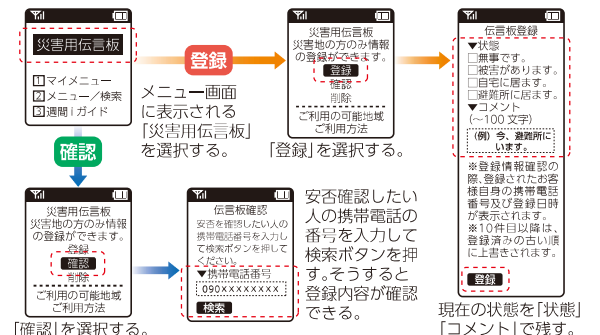 災害用伝言板
1マイメニュー
2メニュー/検索
3週間iガイド
登録
メニュー画面
に表示される
「災害用伝言板」
を選択する。
災害用伝言板
災害地の方のみ情報
の登録ができます。
登録
確認
削除
ご利用の可能地域
ご利用方法
「登録」を選択する。
伝言板登録
▼状態
□無事です。
□被害があります。
□自宅に居ます。
□避難所に居ます。
▼コメント
(~100文字)
(例) 今、避難所に
います。
※登録情報確認の
際、登録されたお客
様自身の携帯電話
番号及び登録日時
が表示されます。
※10件目以降は、
登録済みの古い順
に上書きされます。
登録
現在の状態を「状態」
「コメント」で残す。
確認
災害用伝言板
災害地の方のみ情報
の登録ができます。
登録
確認
削除
ご利用の可能地域
ご利用方法
「確認」を選択する。
伝言板確認
安否を確認したい人の
携帯電話番号を入力し
て検索ボタンを押して
ください。
▼携帯電話番号
090××××××××
検索
安否確認したい
人の携帯電話の
番号を入力して
検索ボタンを押
す。そうすると
登録内容が確認
できる。